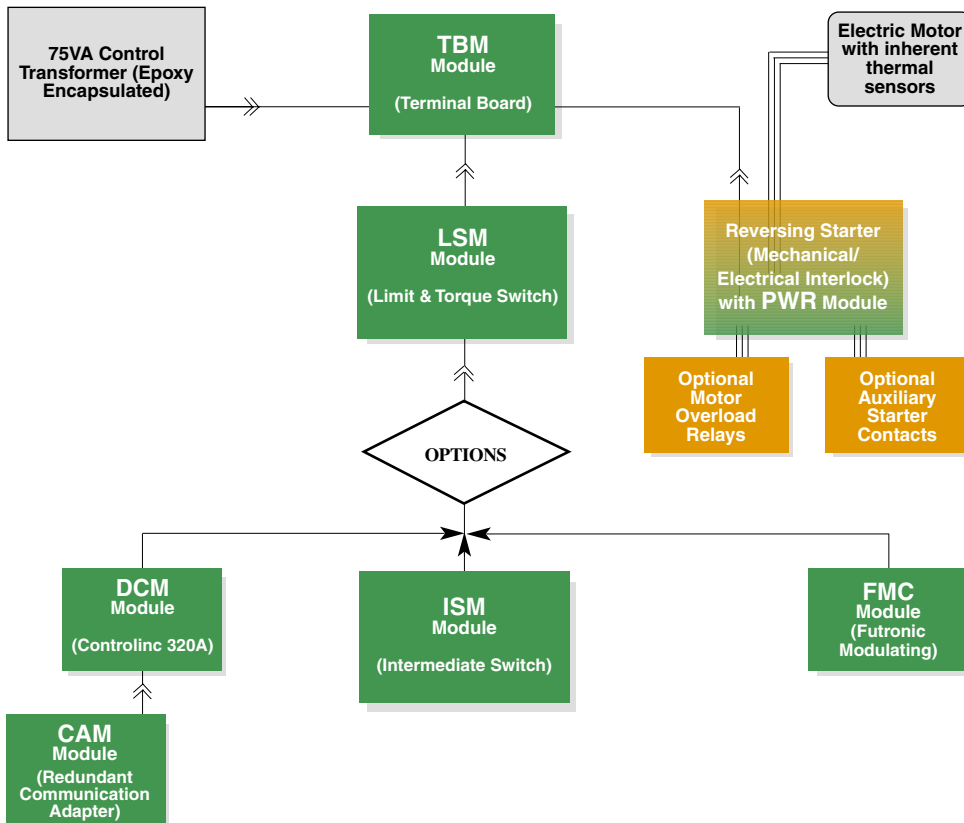 75VA Control
Transformer (Epoxy
Encapsulated)
TBM
Module
(Terminal Board)
Electric Motor
with inherent
thermal
sensors
LSM
Module
(Limit & Torque Switch)
Reversing Starter
(Mechanical/
Electrical Interlock)
with PWR Module
Optional
Motor
Overload
Relays
Optional
Auxiliary
Starter
Contacts
OPTIONS
DCM
Module
(Controlinc 320A)
ISM
Module
(Intermediate Switch)
FMC
Module
(Futronic
Modulating)
CAM
Module
(Redundant
Communication
Adapter)